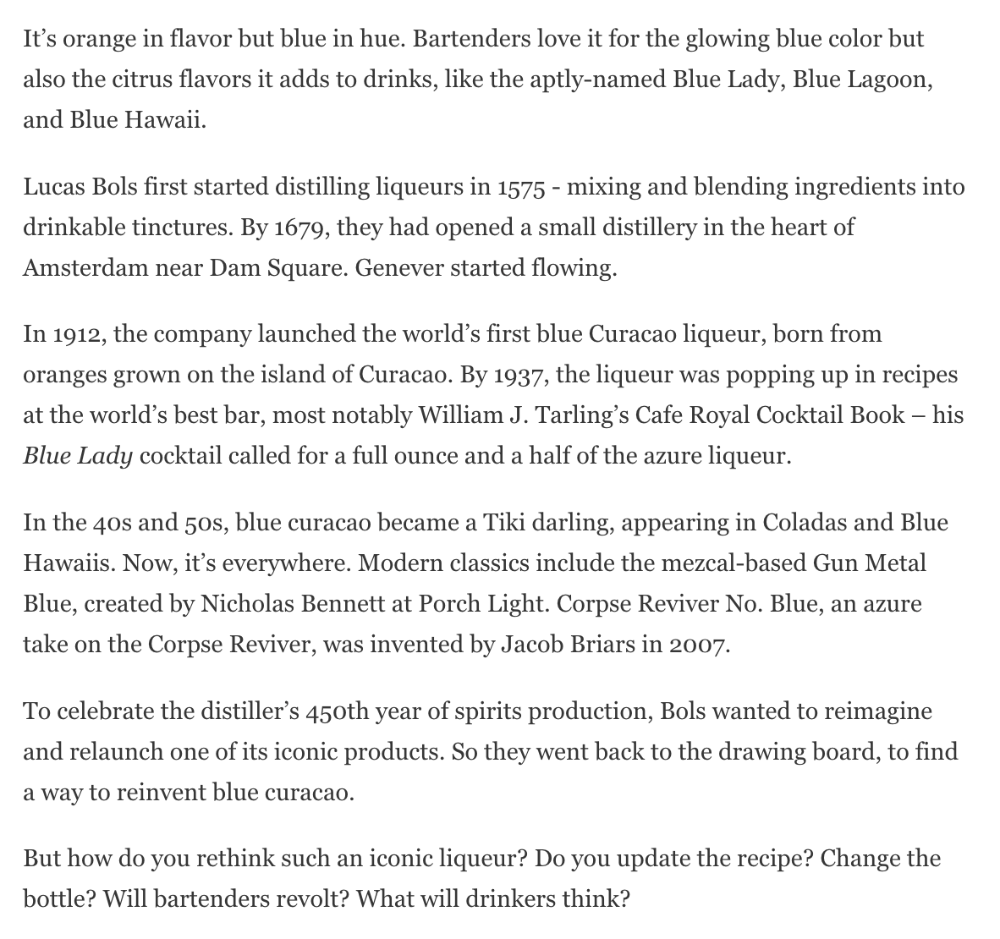 It’s orange in flavor but blue in hue. Bartenders love it for the glowing blue color but
also the citrus flavors it adds to drinks, like the aptly-named Blue Lady, Blue Lagoon,
and Blue Hawaii.
Lucas Bols first started distilling liqueurs in 1575 - mixing and blending ingredients into
drinkable tinctures. By 1679, they had opened a small distillery in the heart of
Amsterdam near Dam Square. Genever started flowing.
In 1912, the company launched the world’s first blue Curacao liqueur, born from
oranges grown on the island of Curacao. By 1937, the liqueur was popping up in recipes
at the world’s best bar, most notably William J. Tarling’s Cafe Royal Cocktail Book – his
Blue Lady cocktail called for a full ounce and a half of the azure liqueur.
In the 40s and 50s, blue curacao became a Tiki darling, appearing in Coladas and Blue
Hawaiis. Now, it’s everywhere. Modern classics include the mezcal-based Gun Metal
Blue, created by Nicholas Bennett at Porch Light. Corpse Reviver No. Blue, an azure
take on the Corpse Reviver, was invented by Jacob Briars in 2007.
To celebrate the distiller’s 450th year of spirits production, Bols wanted to reimagine
and relaunch one of its iconic products. So they went back to the drawing board, to find
a way to reinvent blue curacao.
But how do you rethink such an iconic liqueur? Do you update the recipe? Change the
bottle? Will bartenders revolt? What will drinkers think?